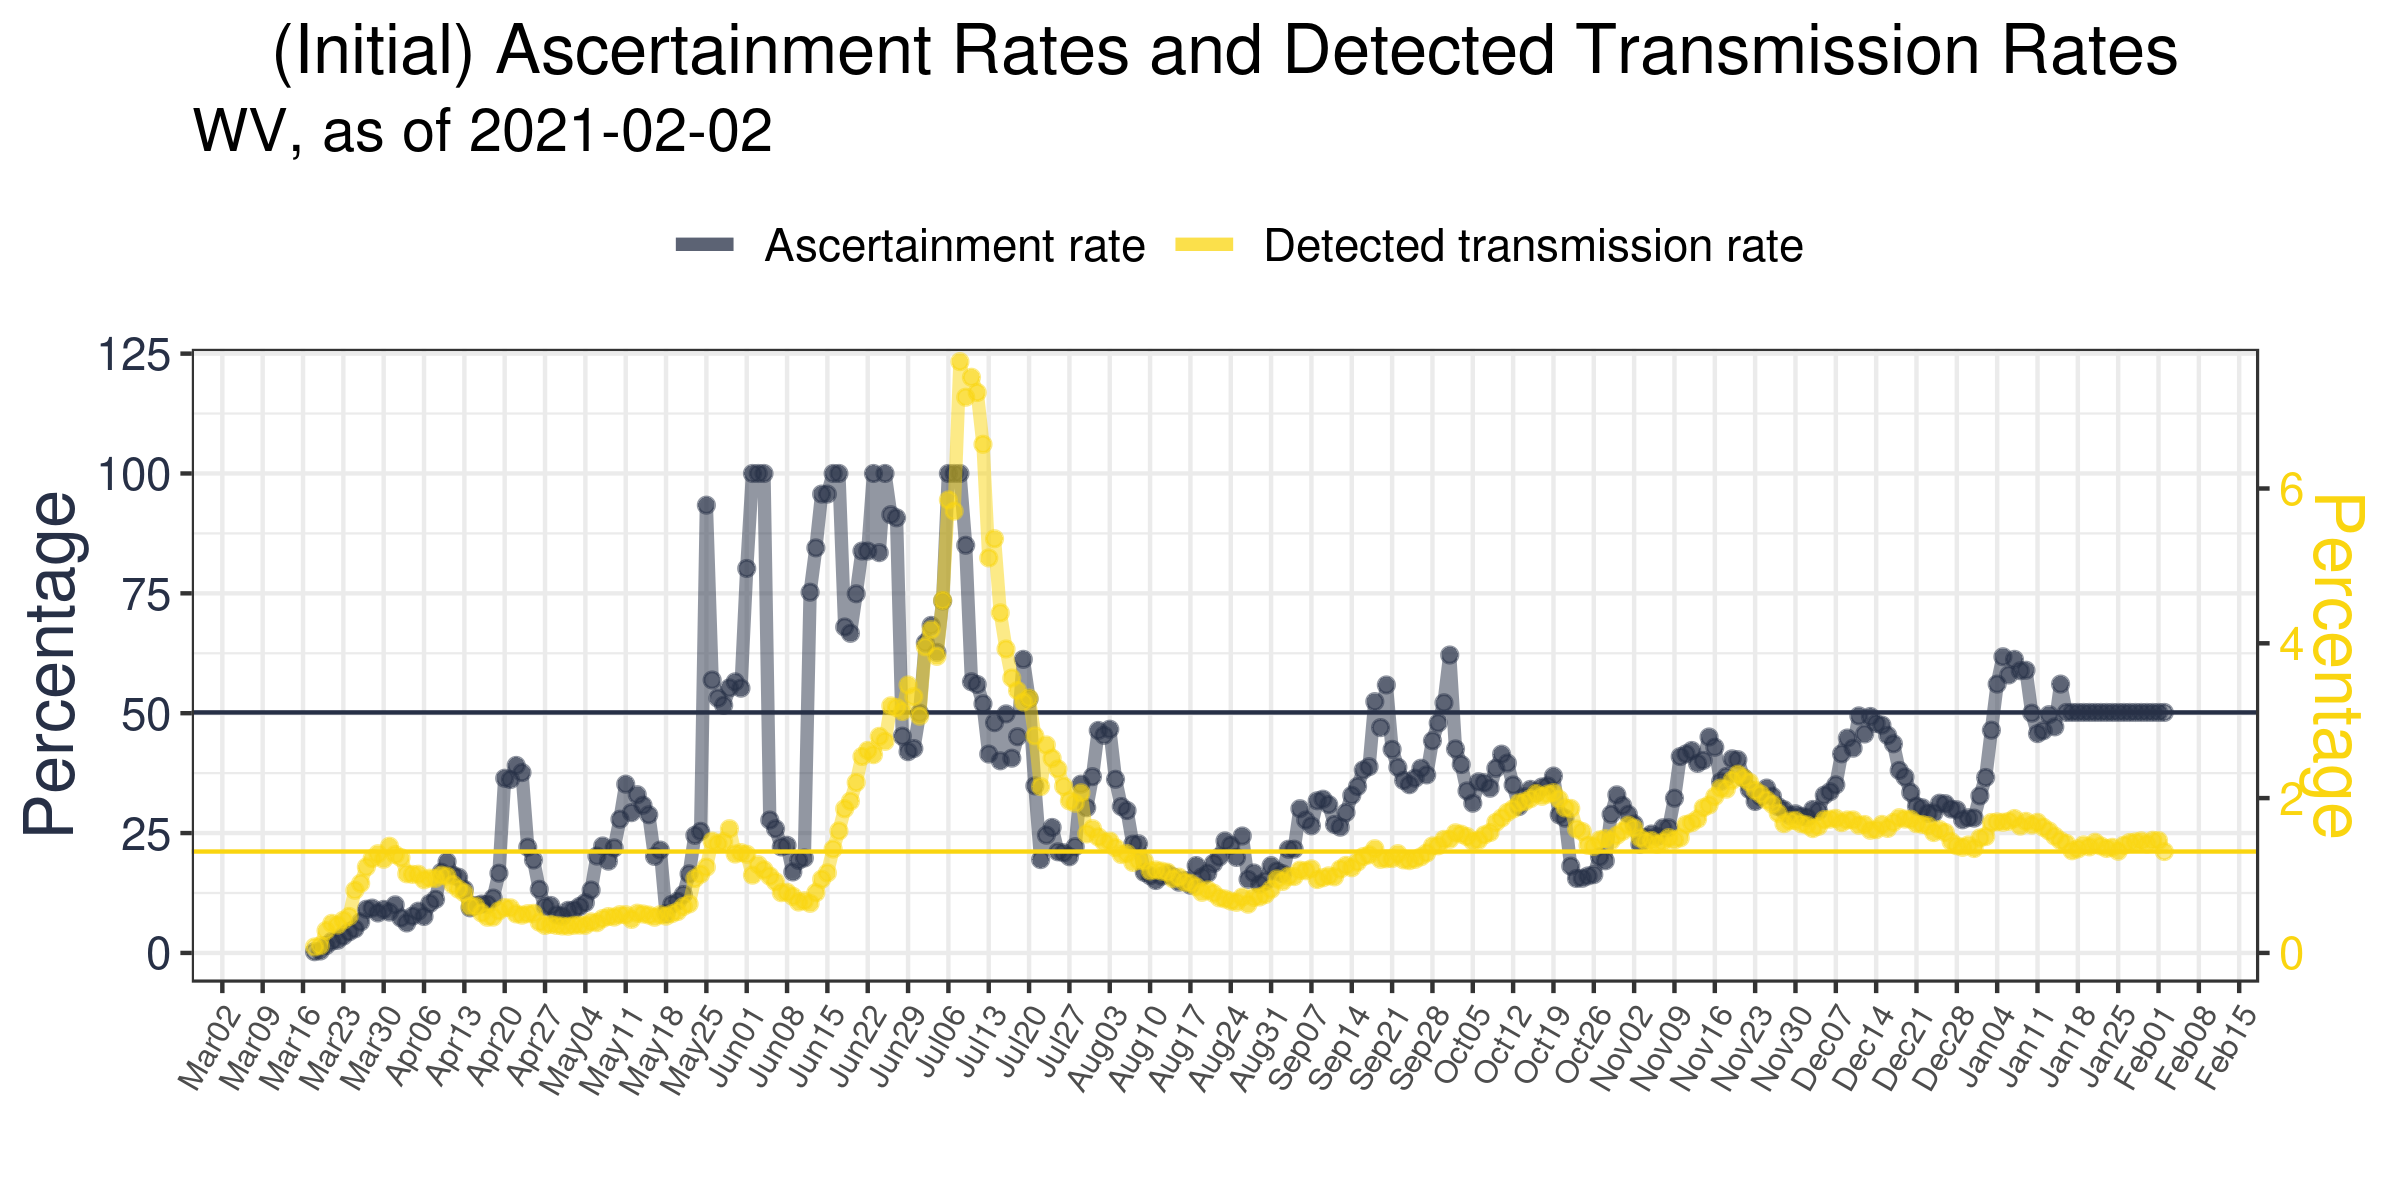 (Initial) Ascertainment Rates and Detected Transmission Rates
WV, as of 2021-02-02
Ascertainment rate
Detected transmission rate
Percentage
125
100
75
50
25
0
6
4
2
0
Percentage
Mar02
Mar09
Mar16
Mar23
Mar30
Apr06
Apr13
Apr20
Apr27
May04
May11
May18
May25
Jun01
Jun08
Jun15
Jun22
Jun29
Jul06
Jul13
Jul20
Jul27
Aug03
Aug10
Aug17
Aug24
Aug31
Sep07
Sep14
Sep21
Sep28
Oct05
Oct12
Oct19
Oct26
Nov02
Nov09
Nov16
Nov23
Nov30
Dec07
Dec14
Dec21
Dec28
Jan04
Jan11
Jan18
Jan25
Feb01
Feb08
Feb15